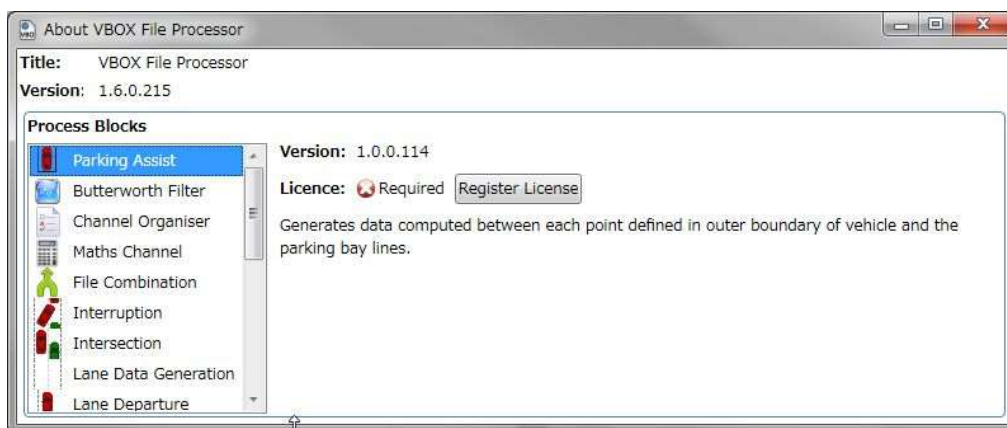 About VBOX File Processor
Title: VBOX File Processor
Version: 1.6.0.215
Process Blocks
Parking Assist
Butterworth Filter
Channel Organiser
Maths Channel
File Combination
Interruption
Intersection
Lane Data Generation
Lane Departure
Version: 1.0.0.114
Licence: Required Register License
Generates data computed between each point defined in outer boundary of vehicle and the
parking bay lines.